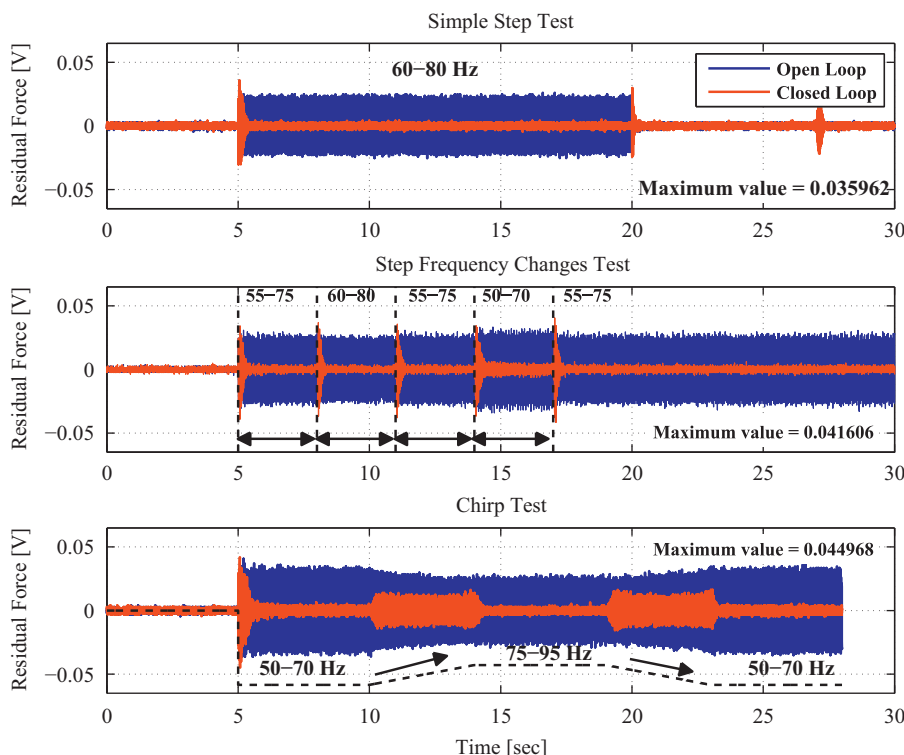 Simple Step Test
Residual Force [V]
0.05
0
−0.05
60−80 Hz
Open Loop
Closed Loop
Maximum value = 0.035962
0 5 10 15 20 25 30
Step Frequency Changes Test
Residual Force [V]
0.05
0
−0.05
55−75 60−80 55−75 50−70 55−75
Maximum value = 0.041606
0 5 10 15 20 25 30
Chirp Test
Residual Force [V]
0.05
0
−0.05
Maximum value = 0.044968
50−70 Hz 75−95 Hz 50−70 Hz
0 5 10 15 20 25 30
Time [sec]